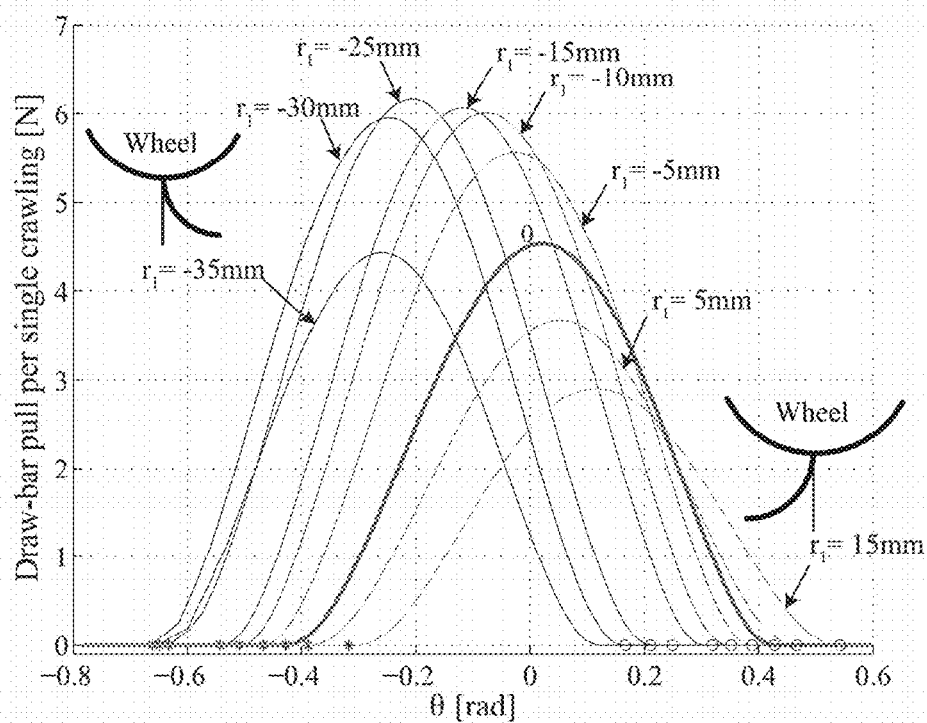 7
r₁= -25mm
r₁= -15mm
r₁= -10mm
6
r₁= -30mm
Wheel
5
r₁= -5mm
0
r₁= -35mm
4
r₁= 5mm
3
Wheel
2
r₁= 15mm
1
0
Draw-bar pull per single crawling [N]
−0.8 −0.6 −0.4 −0.2 0 0.2 0.4 0.6
θ [rad]